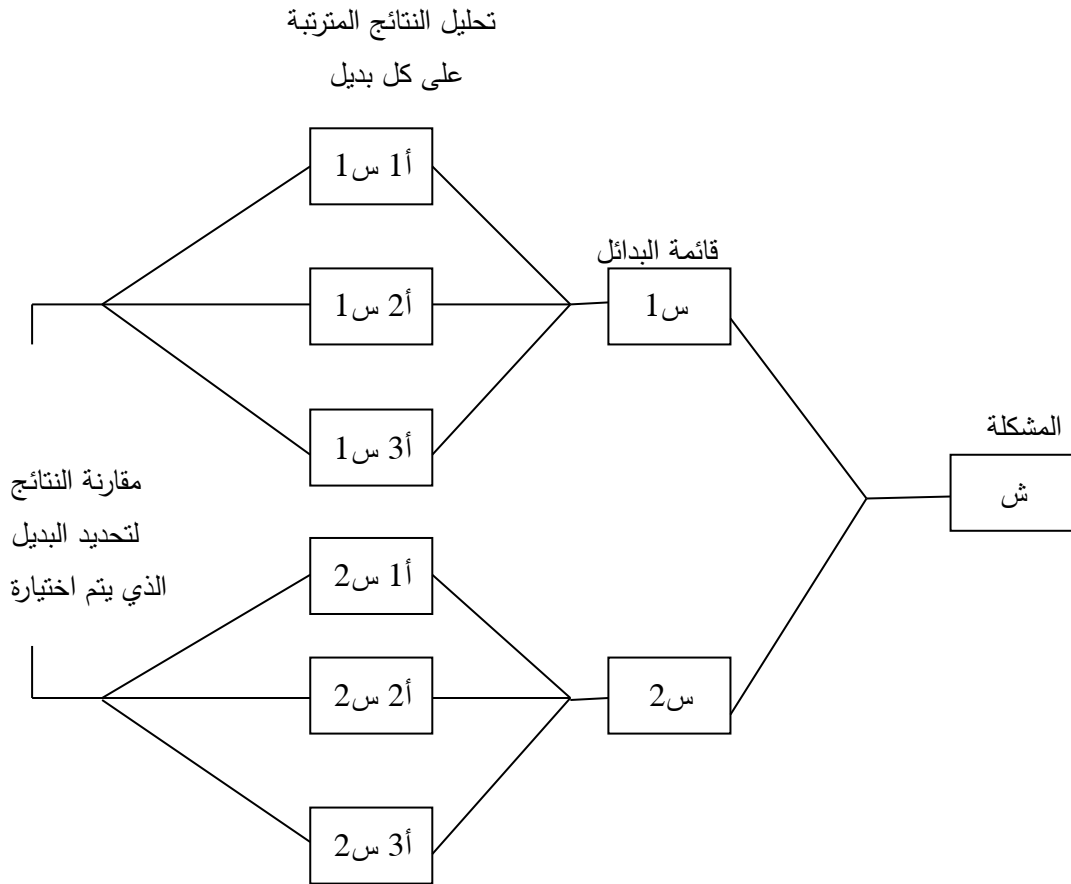 تحليل النتائج المترتبة
على كل بديل
أ1 س1
قائمة البدائل
س1
أ2 س1
المشكلة
أ3 س1
ش
مقارنة النتائج
لتحديد البديل
الذي يتم اختيارة
أ1 س2
س2
أ2 س2
أ3 س2